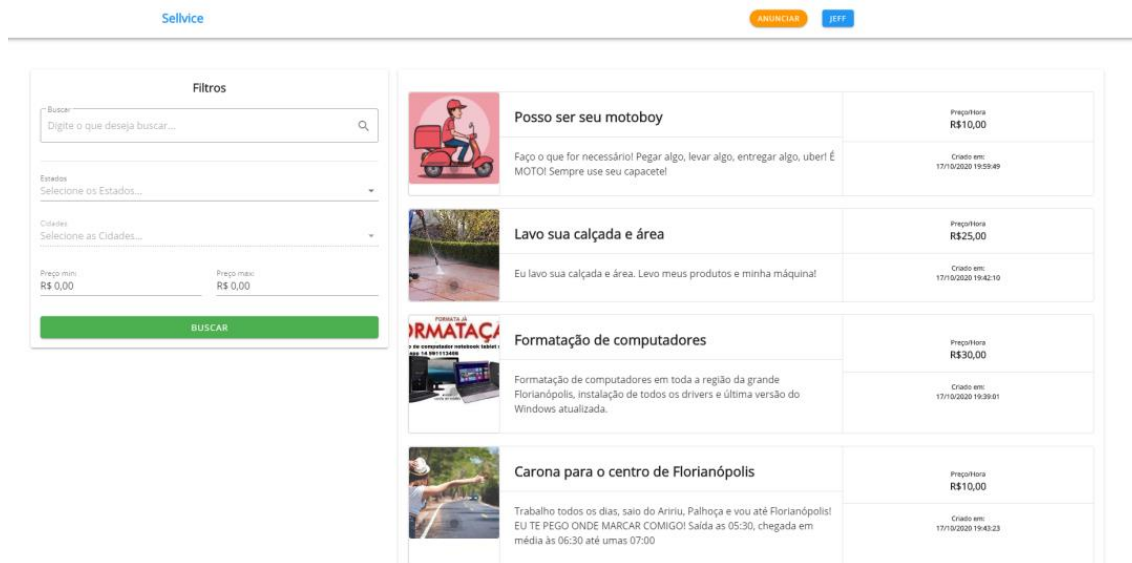 Sellvice
ANUNCIAR
JEFF
Filtros
Buscar
Digite o que deseja buscar...
Estados
Selecione os Estados...
Cidades
Selecione as Cidades...
Preço min:
R$ 0,00
Preço max:
R$ 0,00
BUSCAR
Posso ser seu motoboy
Faço o que for necessário! Pegar algo, levar algo, entregar algo, uber! É
MOTO! Sempre use seu capacete!
Preço/Hora
R$10,00
Criado em:
17/10/2020 19:59:49
Lavo sua calçada e área
Eu lavo sua calçada e área. Levo meus produtos e minha máquina!
Preço/Hora
R$25,00
Criado em:
17/10/2020 19:42:10
FORMATA JÁ
ORMATAÇÃ
Formatação de computadores
Formatação de computadores em toda a região da grande
Florianópolis, instalação de todos os drivers e última versão do
Windows atualizada.
Preço/Hora
R$30,00
Criado em:
17/10/2020 19:39:01
Carona para o centro de Florianópolis
Trabalho todos os dias, saio do Aririu, Palhoça e vou até Florianópolis!
EU TE PEGO ONDE MARCAR COMIGO! Saída as 05:30, chegada em
média às 06:30 até umas 07:00
Preço/Hora
R$10,00
Criado em:
17/10/2020 19:43:23